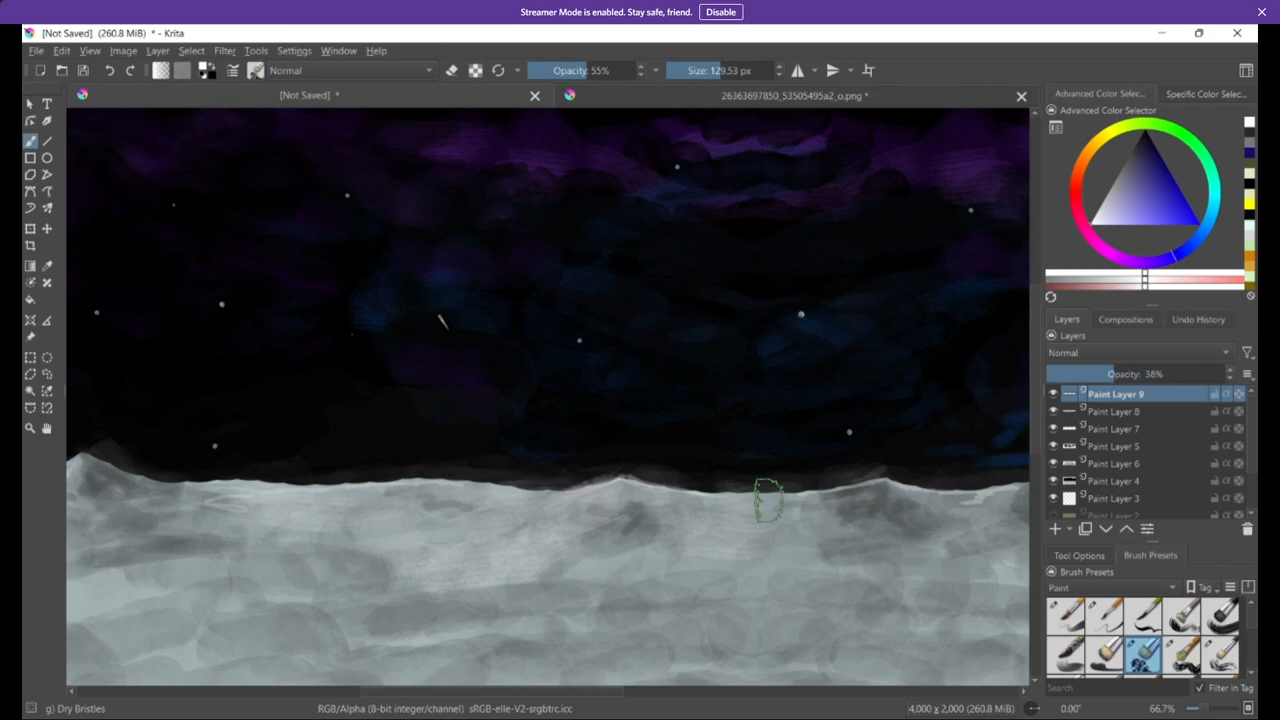 Streamer Mode is enabled. Stay safe, friend. Disable
[Not Saved] (260.8 MiB) * - Krita
File Edit View Image Layer Select Filter Tools Settings Window Help
Normal Opacity: 55% Size: 129.53 px
[Not Saved] * 26363697850_53505495a2_o.png *
Advanced Color Selec... Specific Color Selec...
Advanced Color Selector
Layers Compositions Undo History
Layers
Normal
Opacity: 38%
Paint Layer 9
Paint Layer 8
Paint Layer 7
Paint Layer 5
Paint Layer 6
Paint Layer 4
Paint Layer 3
Paint Layer 2
Tool Options Brush Presets
Brush Presets
Paint Tag
Search Filter in Tag
g) Dry Bristles RGB/Alpha (8-bit integer/channel) sRGB-elle-V2-srgbtrc.icc 4,000 x 2,000 (260.8 MiB) 0.00° 66.7%